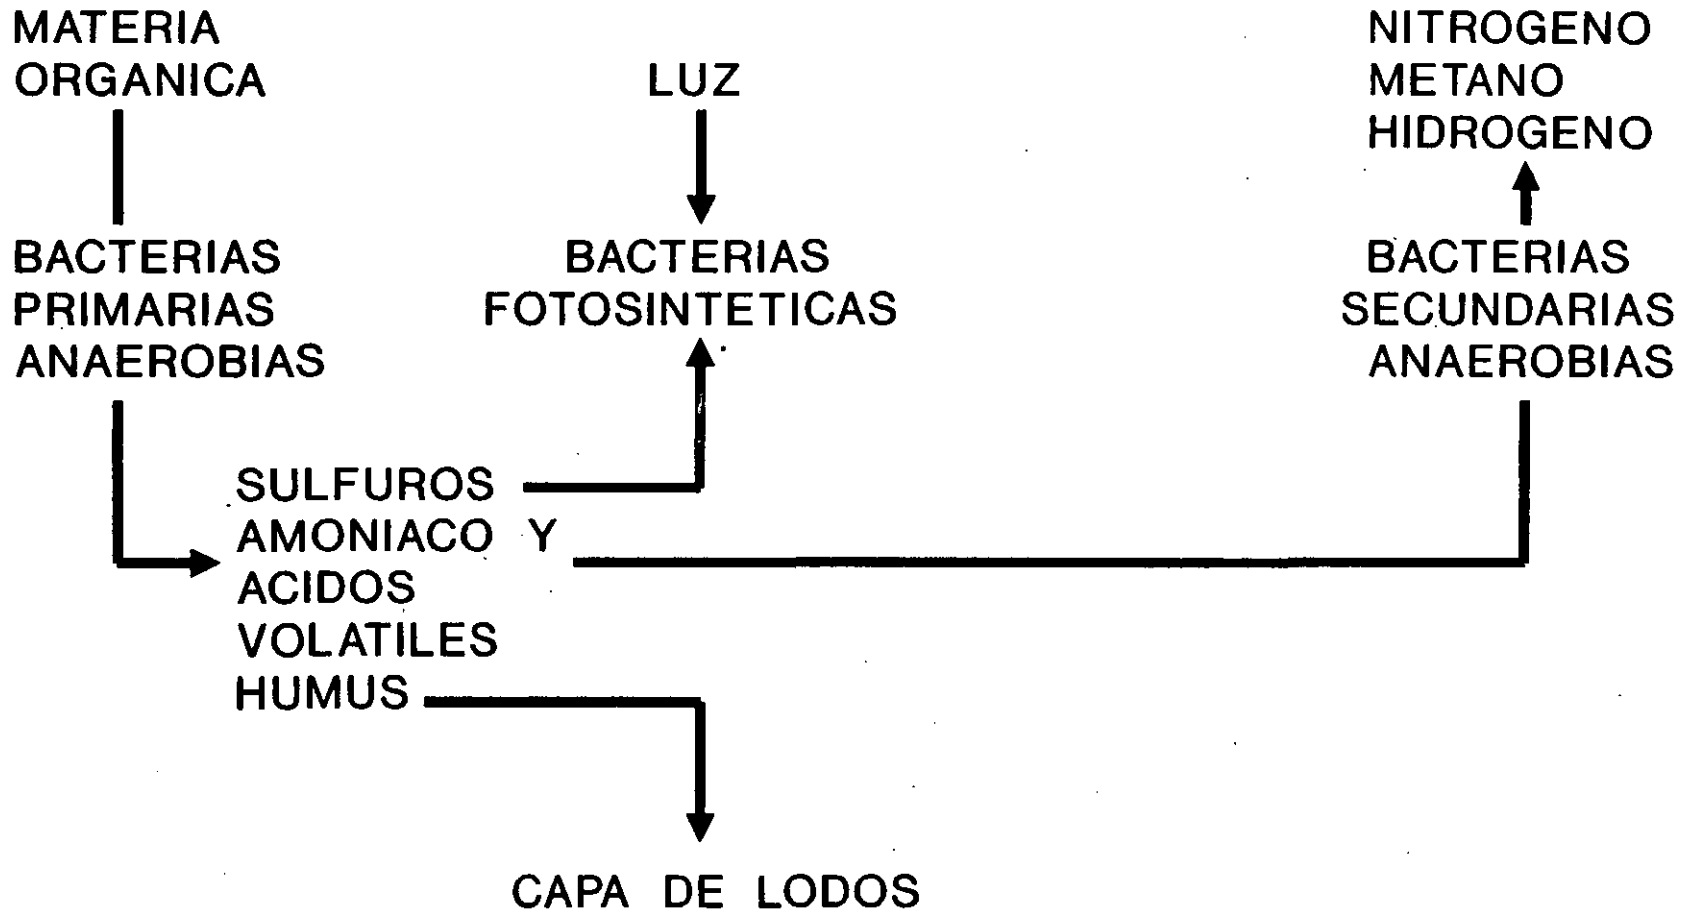 MATERIA
ORGANICA
LUZ
NITROGENO
METANO
HIDROGENO
BACTERIAS
PRIMARIAS
ANAEROBIAS
BACTERIAS
FOTOSINTETICAS
BACTERIAS
SECUNDARIAS
ANAEROBIAS
SULFUROS
AMONIACO Y
ACIDOS
VOLATILES
HUMUS
CAPA DE LODOS